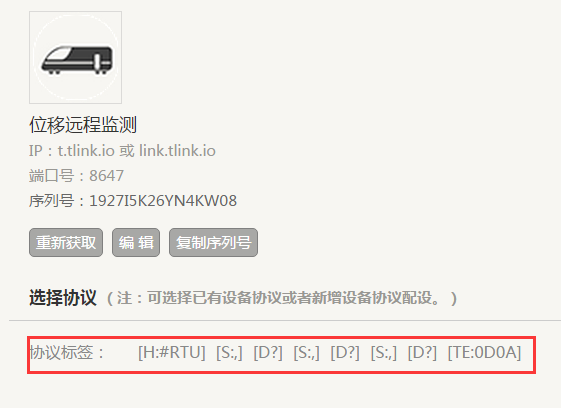 位移远程监测
IP：t.tlink.io 或 link.tlink.io
端口号：8647
序列号：1927I5K26YN4KW08
重新获取 编 辑 复制序列号
选择协议 ( 注：可选择已有设备协议或者新增设备协议配设。)
协议标签： [H:#RTU] [S:,] [D?] [S:,] [D?] [S:,] [D?] [TE:0D0A]